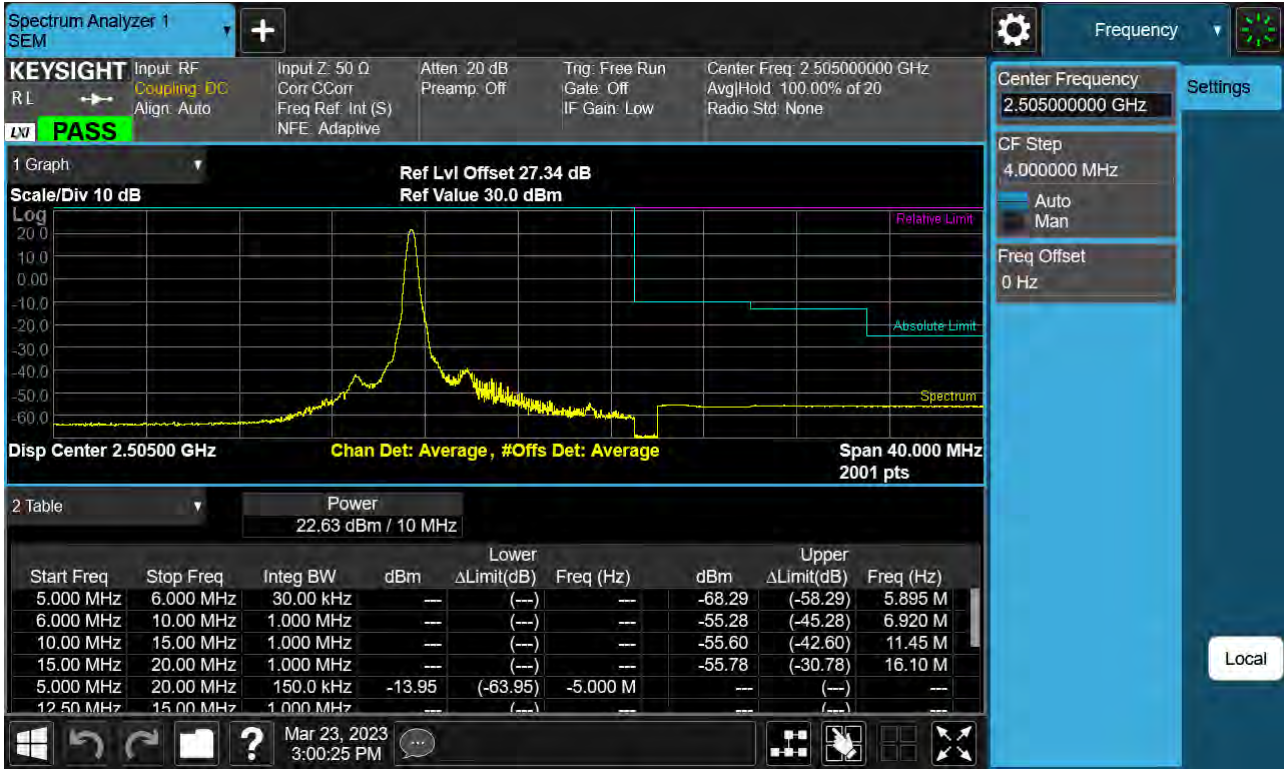 Spectrum Analyzer 1
SEM
+
Frequency
KEYSIGHT
RL
LXI PASS
Input: RF
Coupling: DC
Align: Auto
Input Z: 50 Ω
Corr CCorr
Freq Ref: Int (S)
NFE: Adaptive
Atten: 20 dB
Preamp: Off
Trig: Free Run
Gate: Off
IF Gain: Low
Center Freq: 2.505000000 GHz
Avg|Hold: 100.00% of 20
Radio Std: None
Center Frequency
2.505000000 GHz
Settings
CF Step
4.000000 MHz
Auto
Man
Freq Offset
0 Hz
Local
1 Graph
Scale/Div 10 dB
Ref Lvl Offset 27.34 dB
Ref Value 30.0 dBm
Log
20.0
10.0
0.00
-10.0
-20.0
-30.0
-40.0
-50.0
-60.0
Relative Limit
Absolute Limit
Spectrum
Disp Center 2.50500 GHz
Chan Det: Average, #Offs Det: Average
Span 40.000 MHz
2001 pts
2 Table
Power
22.63 dBm / 10 MHz
Lower Upper
Start Freq Stop Freq Integ BW dBm ΔLimit(dB) Freq (Hz) dBm ΔLimit(dB) Freq (Hz)
5.000 MHz 6.000 MHz 30.00 kHz --- (---) --- -68.29 (-58.29) 5.895 M
6.000 MHz 10.00 MHz 1.000 MHz --- (---) --- -55.28 (-45.28) 6.920 M
10.00 MHz 15.00 MHz 1.000 MHz --- (---) --- -55.60 (-42.60) 11.45 M
15.00 MHz 20.00 MHz 1.000 MHz --- (---) --- -55.78 (-30.78) 16.10 M
5.000 MHz 20.00 MHz 150.0 kHz -13.95 (-63.95) -5.000 M --- (---) ---
12.50 MHz 15.00 MHz 1.000 MHz --- (---) --- --- (---) ---
?
Mar 23, 2023
3:00:25 PM